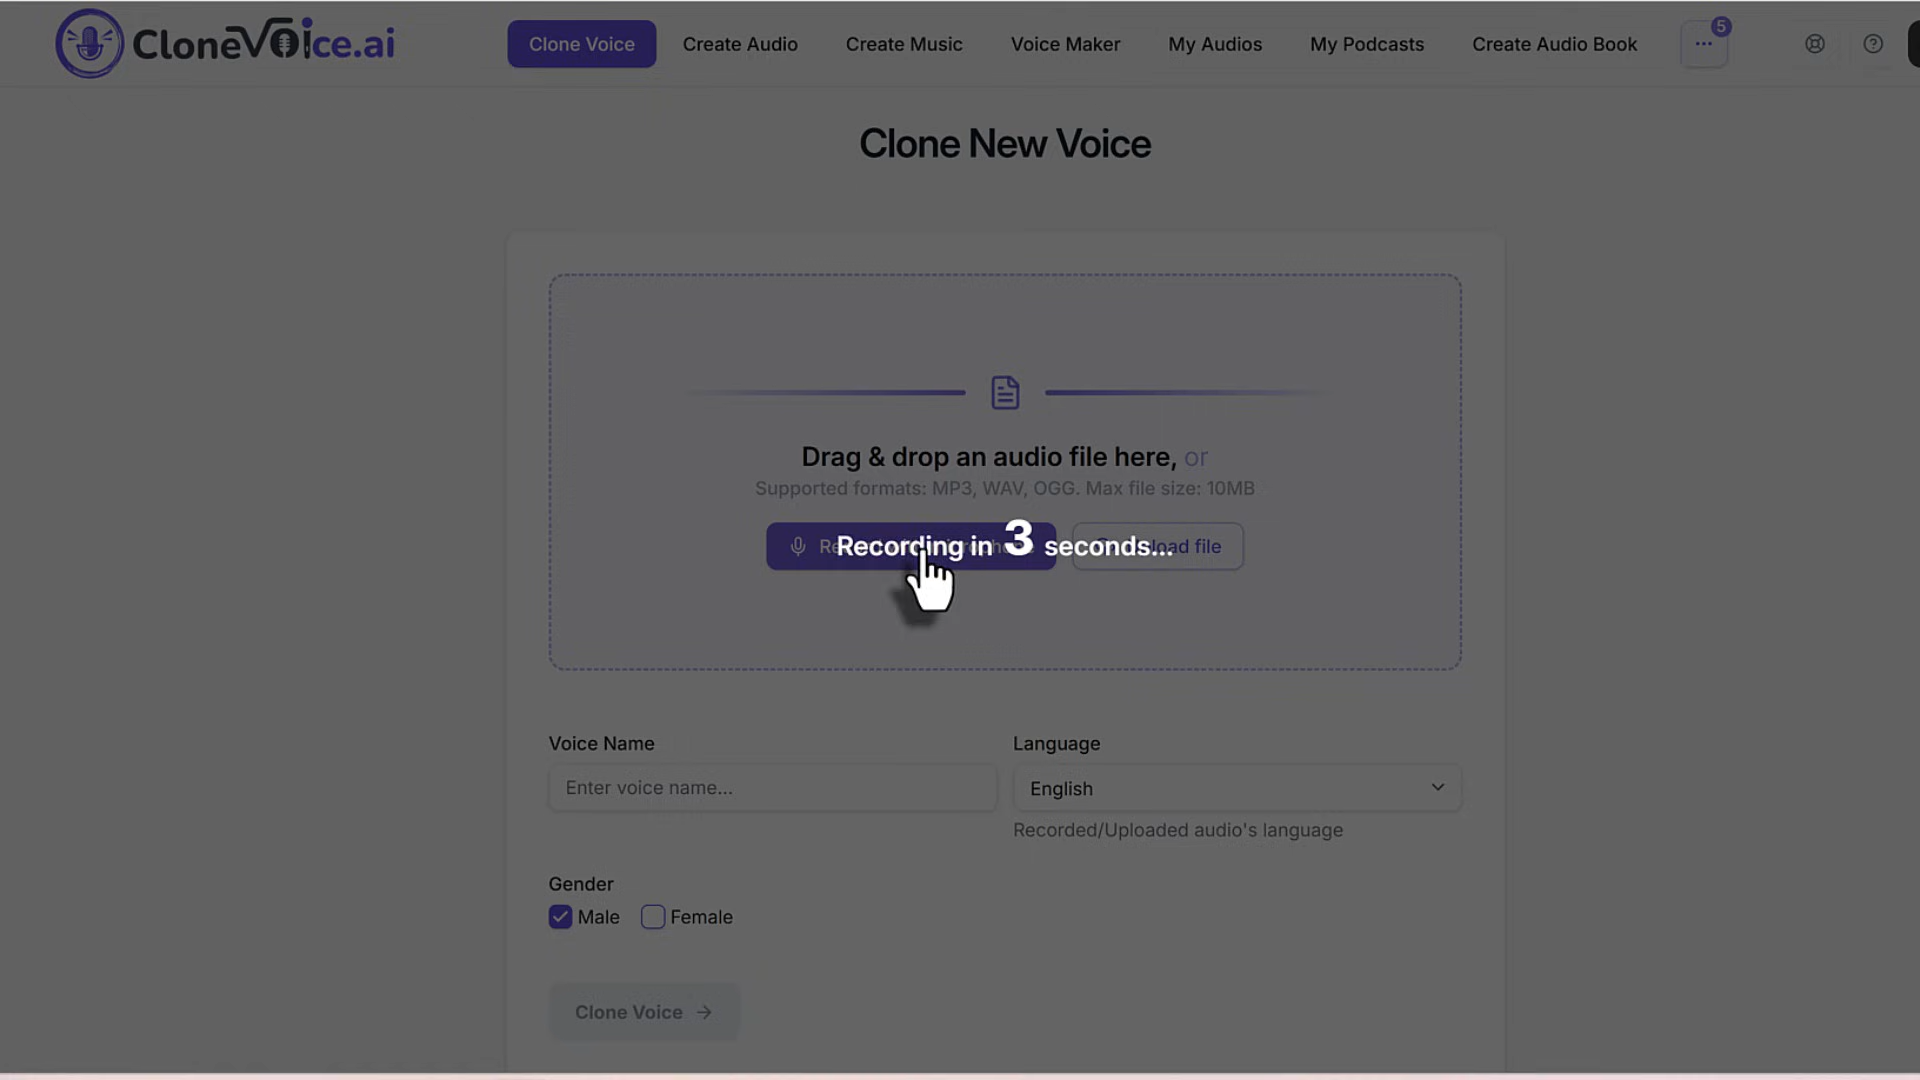 CloneVoice.ai
Clone Voice
Create Audio
Create Music
Voice Maker
My Audios
My Podcasts
Create Audio Book
5
Clone New Voice
Drag & drop an audio file here, or
Supported formats: MP3, WAV, OGG. Max file size: 10MB
Recording in 3 seconds...
file
Voice Name
Language
Enter voice name...
English
Recorded/Uploaded audio's language
Gender
Male
Female
Clone Voice